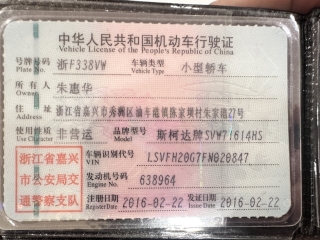 中华人民共和国机动车行驶证
Vehicle License of the People's Republic of China
号牌号码 浙F338VW 车辆类型 小型轿车
Plate No. Vehicle Type
所有人 朱惠华
Owner
住址 浙江省嘉兴市秀洲区油车港镇陈家坝村朱家港27号
Address
使用性质 非营运 品牌型号 斯柯达牌SVW71614HS
Use Character Model
浙江省嘉兴 车辆识别代号 LSVFH20G7FN020847
VIN
市公安局交 发动机号码 638964
Engine No.
通警察支队 注册日期 2016-02-22 发证日期 2016-02-22
Register Date Issue Date